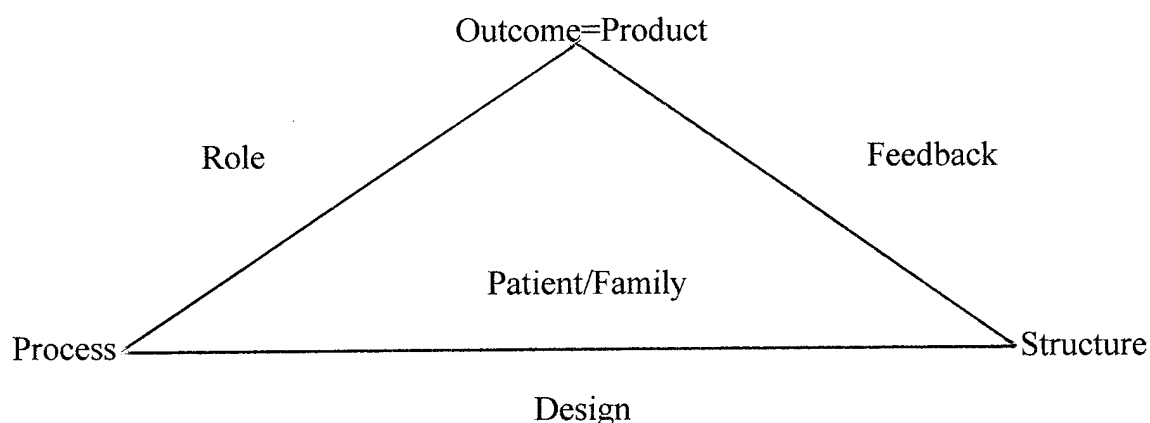 Outcome=Product
Role
Feedback
Patient/Family
Process
Structure
Design